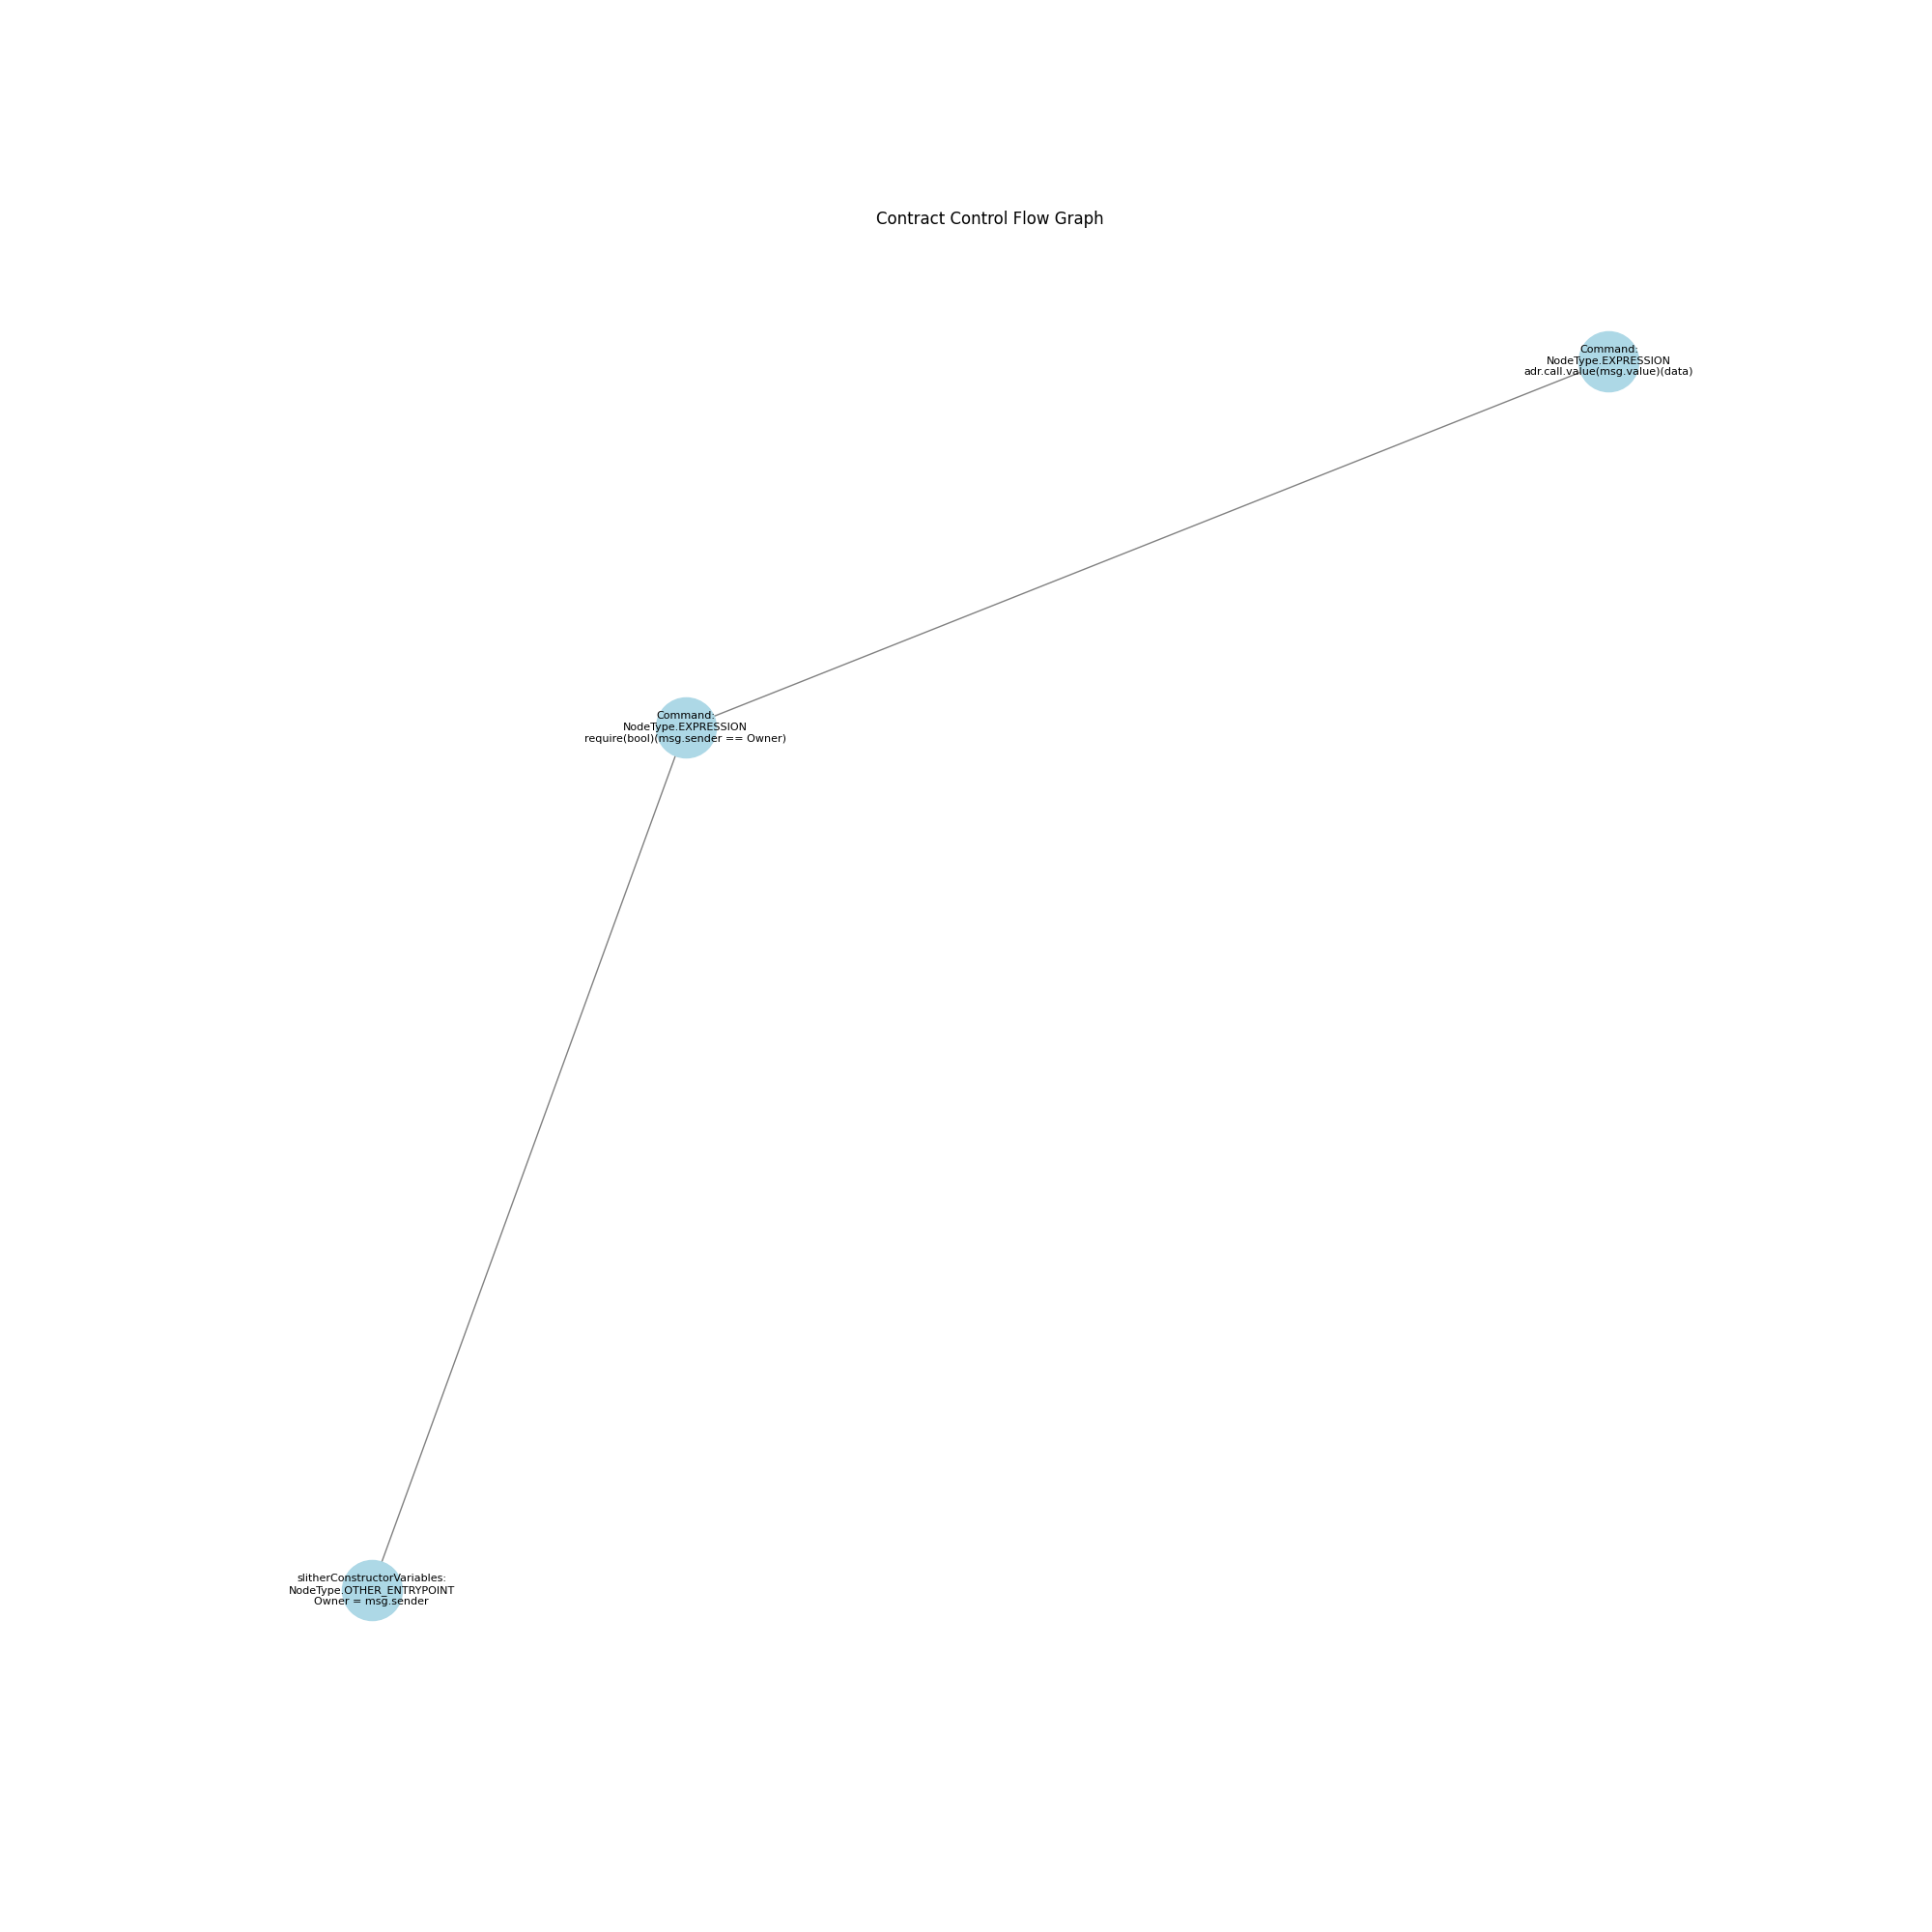 Contract Control Flow Graph
Command:
NodeType.EXPRESSION
adr.call.value(msg.value)(data)
Command:
NodeType.EXPRESSION
require(bool)(msg.sender == Owner)
slitherConstructorVariables:
NodeType.OTHER_ENTRYPOINT
Owner = msg.sender